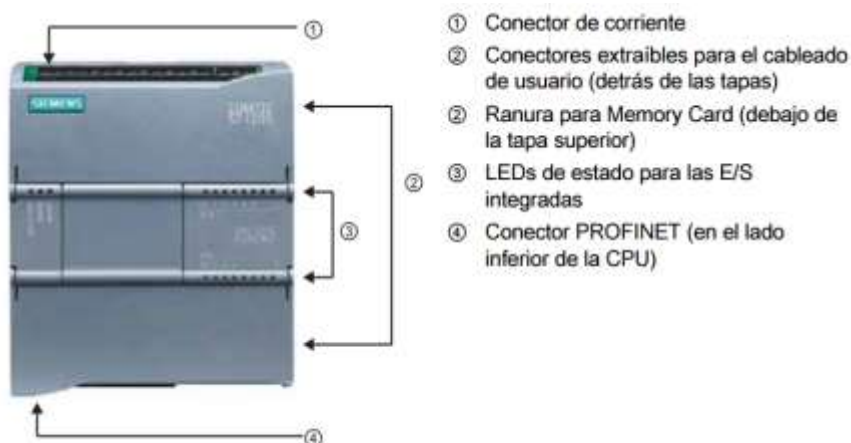 ①
① Conector de corriente
② Conectores extraíbles para el cableado
de usuario (detrás de las tapas)
② Ranura para Memory Card (debajo de
la tapa superior)
③ LEDs de estado para las E/S
integradas
④ Conector PROFINET (en el lado
inferior de la CPU)
SIEMENS
②
③
④